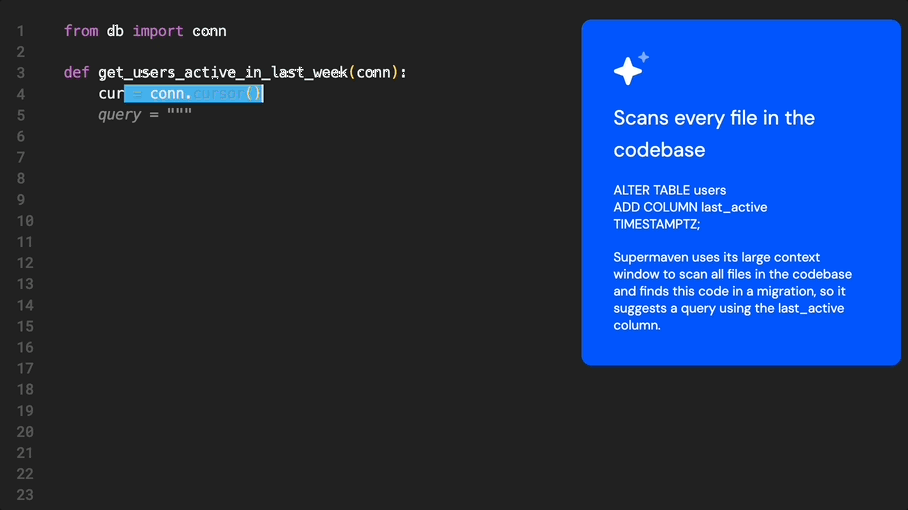 1 from db import conn
2
3 def get_users_active_in_last_week(conn):
4 cur = conn.cursor()
5 query = """
6
7
8
9
10
11
12
13
14
15
16
17
18
19
20
21
22
23
Scans every file in the
codebase
ALTER TABLE users
ADD COLUMN last_active
TIMESTAMPTZ;
Supermaven uses its large context
window to scan all files in the codebase
and finds this code in a migration, so it
suggests a query using the last_active
column.